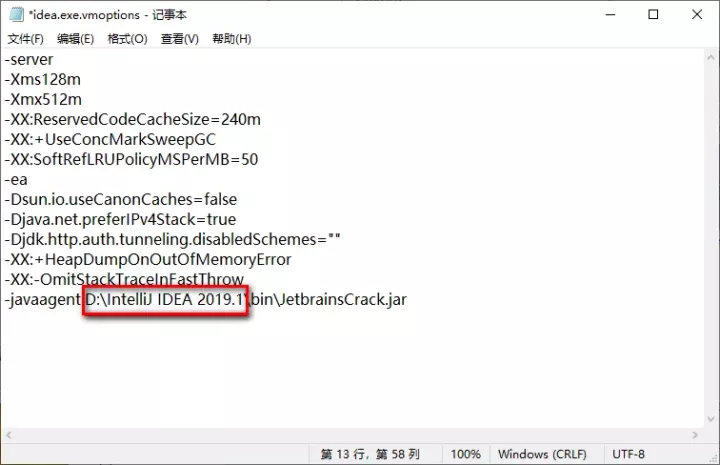 *idea.exe.vmoptions - 记事本
文件(F) 编辑(E) 格式(O) 查看(V) 帮助(H)
-server
-Xms128m
-Xmx512m
-XX:ReservedCodeCacheSize=240m
-XX:+UseConcMarkSweepGC
-XX:SoftRefLRUPolicyMSPerMB=50
-ea
-Dsun.io.useCanonCaches=false
-Djava.net.preferIPv4Stack=true
-Djdk.http.auth.tunneling.disabledSchemes=""
-XX:+HeapDumpOnOutOfMemoryError
-XX:-OmitStackTraceInFastThrow
-javaagent:D:\IntelliJ IDEA 2019.1\bin\JetbrainsCrack.jar
第 13 行，第 58 列 100% Windows (CRLF) UTF-8